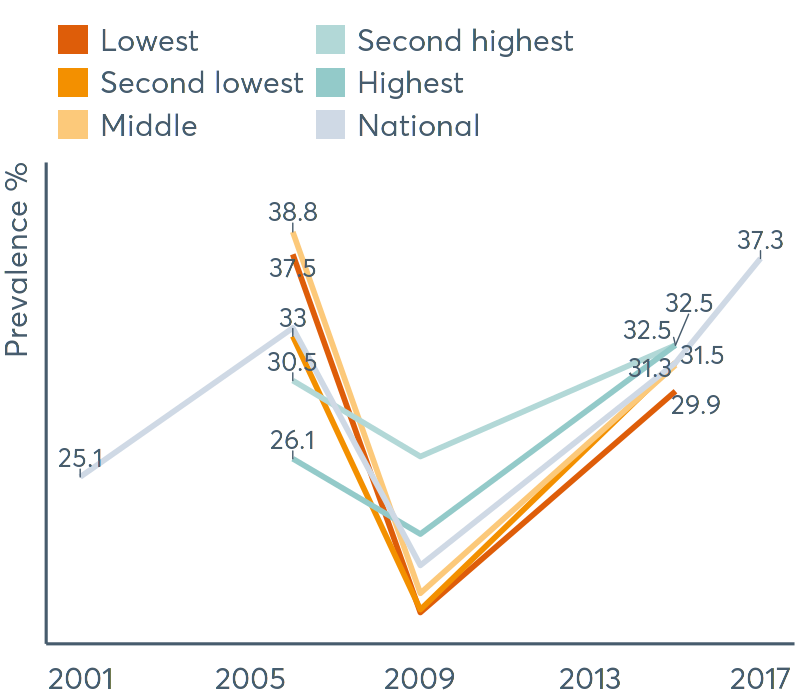 Lowest
Second lowest
Middle
Second highest
Highest
National
Prevalence %
38.8
37.5
33
30.5
26.1
25.1
37.3
32.5
32.5
31.5
31.3
29.9
2001
2005
2009
2013
2017